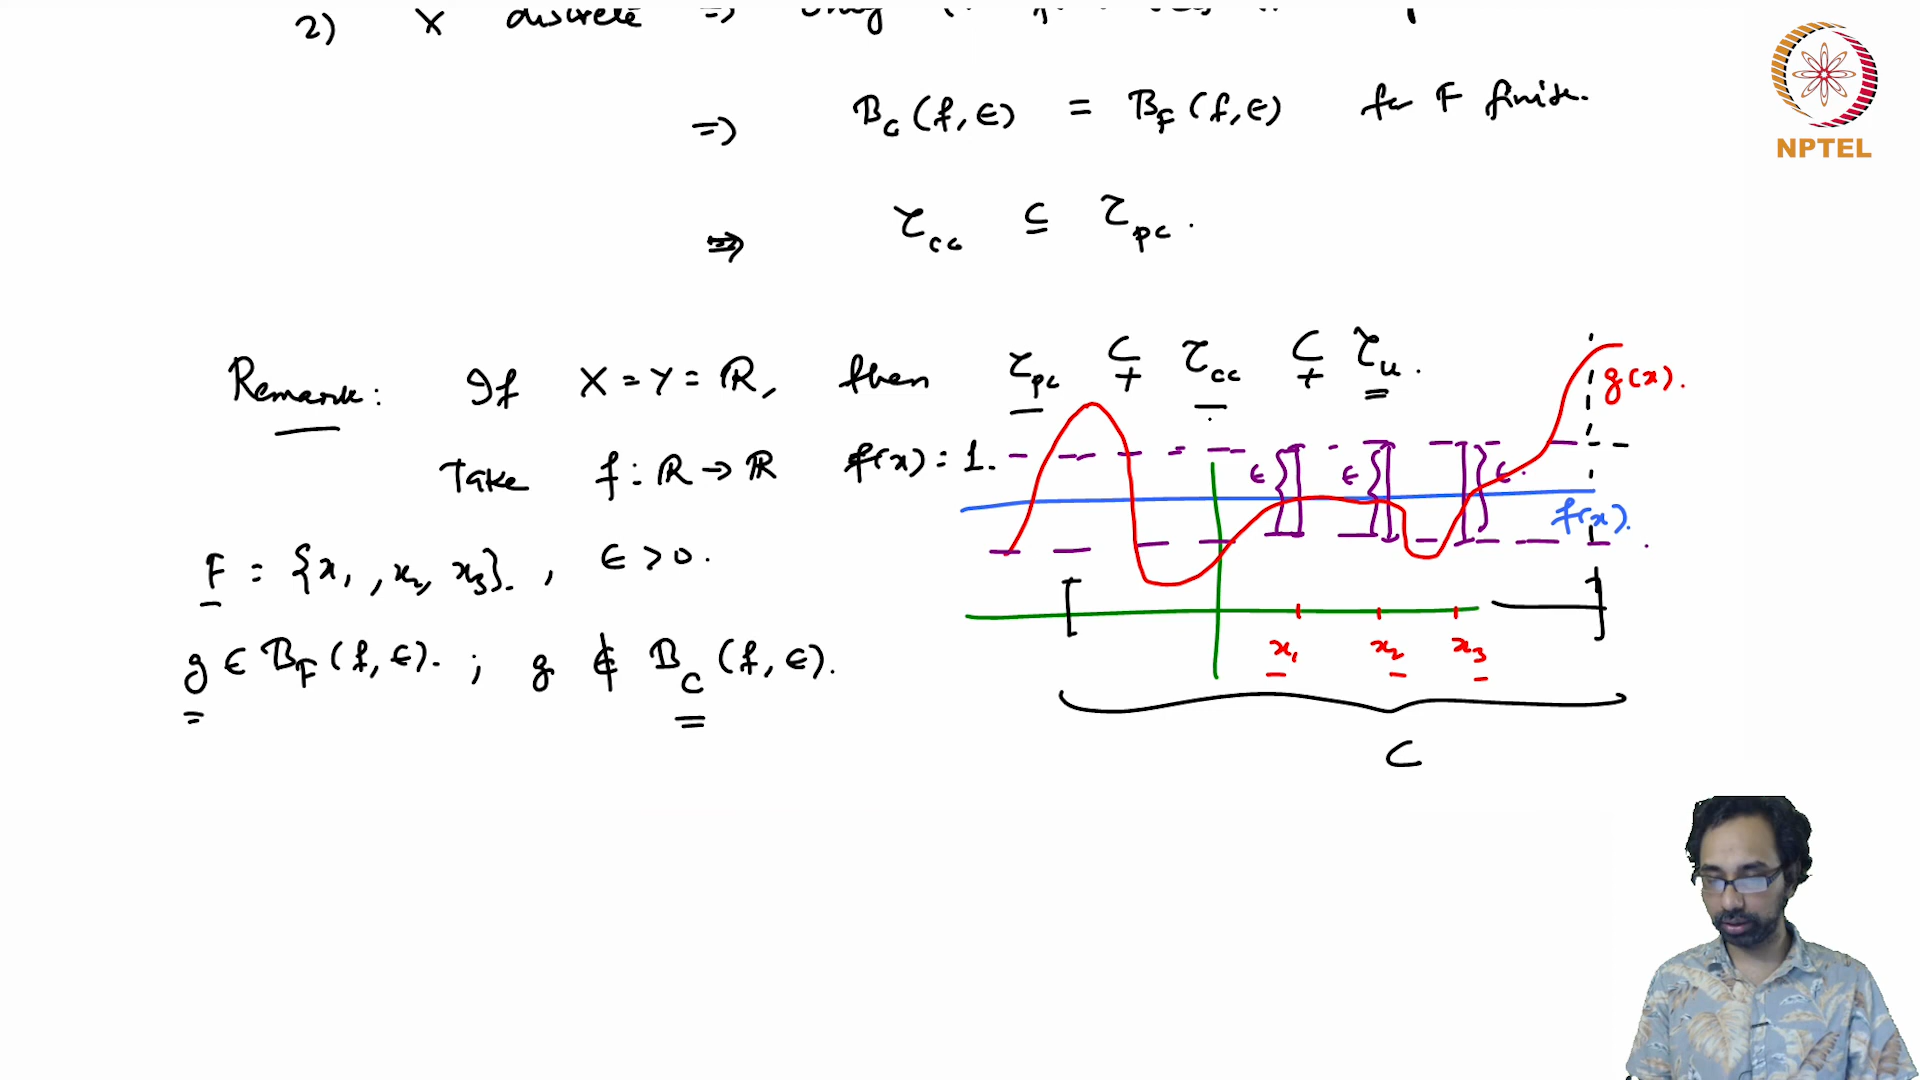 2) X discrete ⇒ only
⇒ B_C (f, ϵ) = B_F (f, ϵ) for F finite.
⇒ τ_cc ⊆ τ_pc.
NPTEL
Remark: If X = Y = ℝ, then τ_pc ⊊ τ_cc ⊊ τ_u.
Take f : ℝ → ℝ f(x) = 1.
F = {x₁, x₂, x₃}., ϵ > 0.
g ∈ B_F (f, ϵ). ; g ∉ B_C (f, ϵ).
g(x).
ϵ ϵ ϵ.
f(x).
x₁ x₂ x₃
C